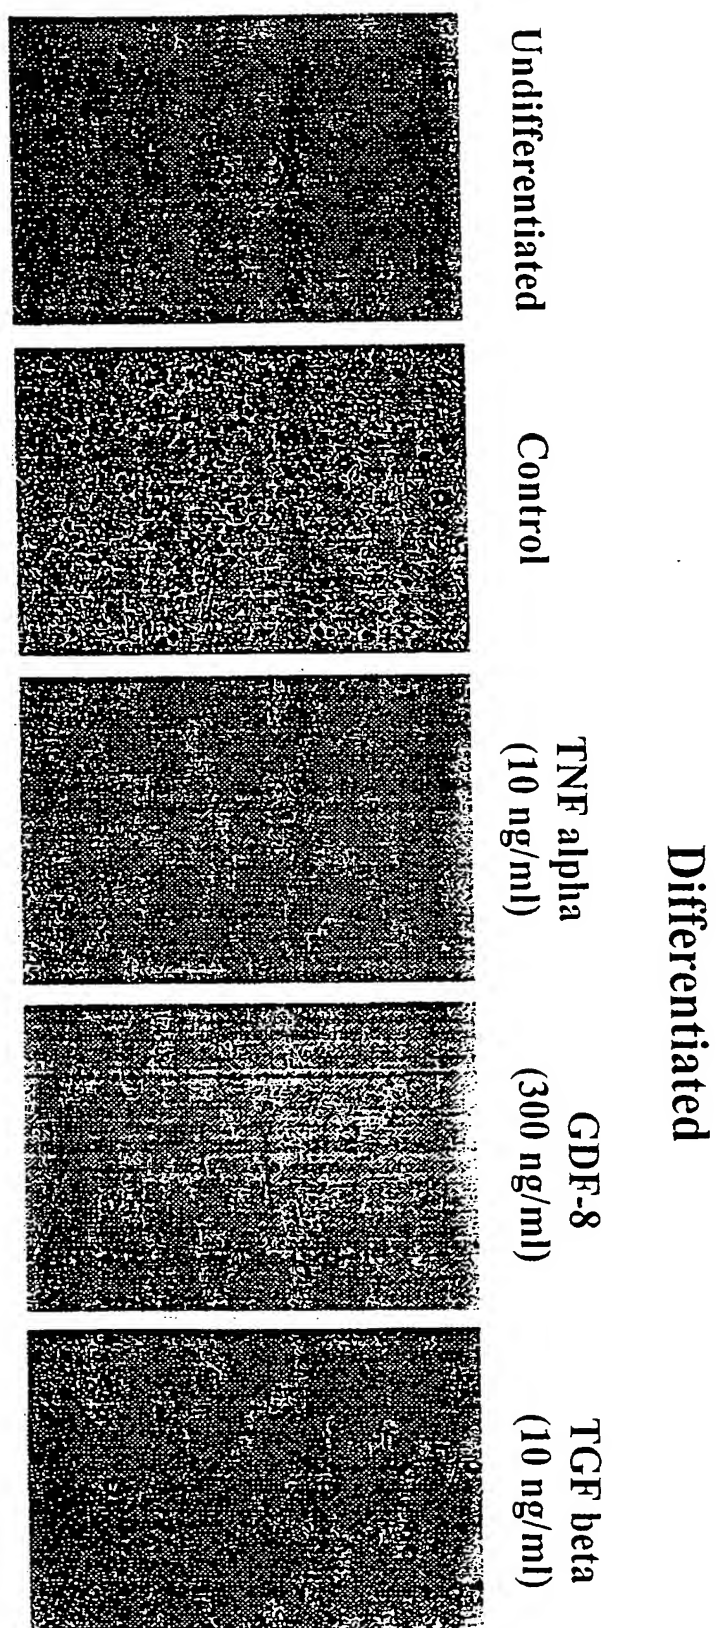 Differentiated
Undifferentiated
Control
TNF alpha
(10 ng/ml)
GDF-8
(300 ng/ml)
TGF beta
(10 ng/ml)